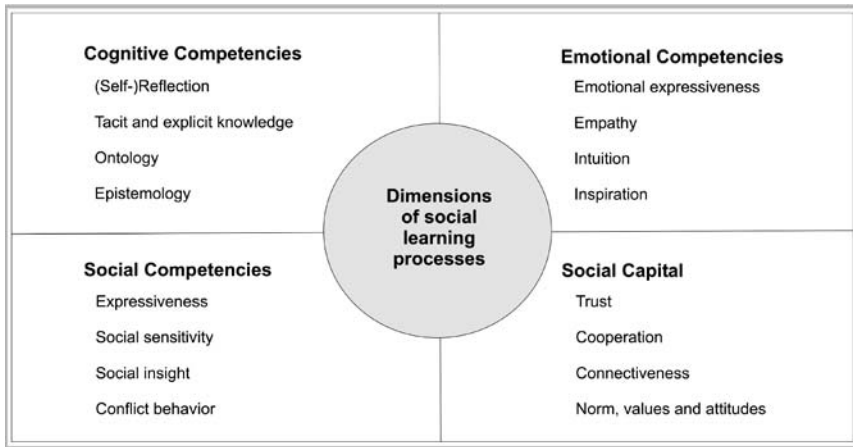 Cognitive Competencies
(Self-)Reflection
Tacit and explicit knowledge
Ontology
Epistemology
Emotional Competencies
Emotional expressiveness
Empathy
Intuition
Inspiration
Dimensions
of social
learning
processes
Social Competencies
Expressiveness
Social sensitivity
Social insight
Conflict behavior
Social Capital
Trust
Cooperation
Connectiveness
Norm, values and attitudes